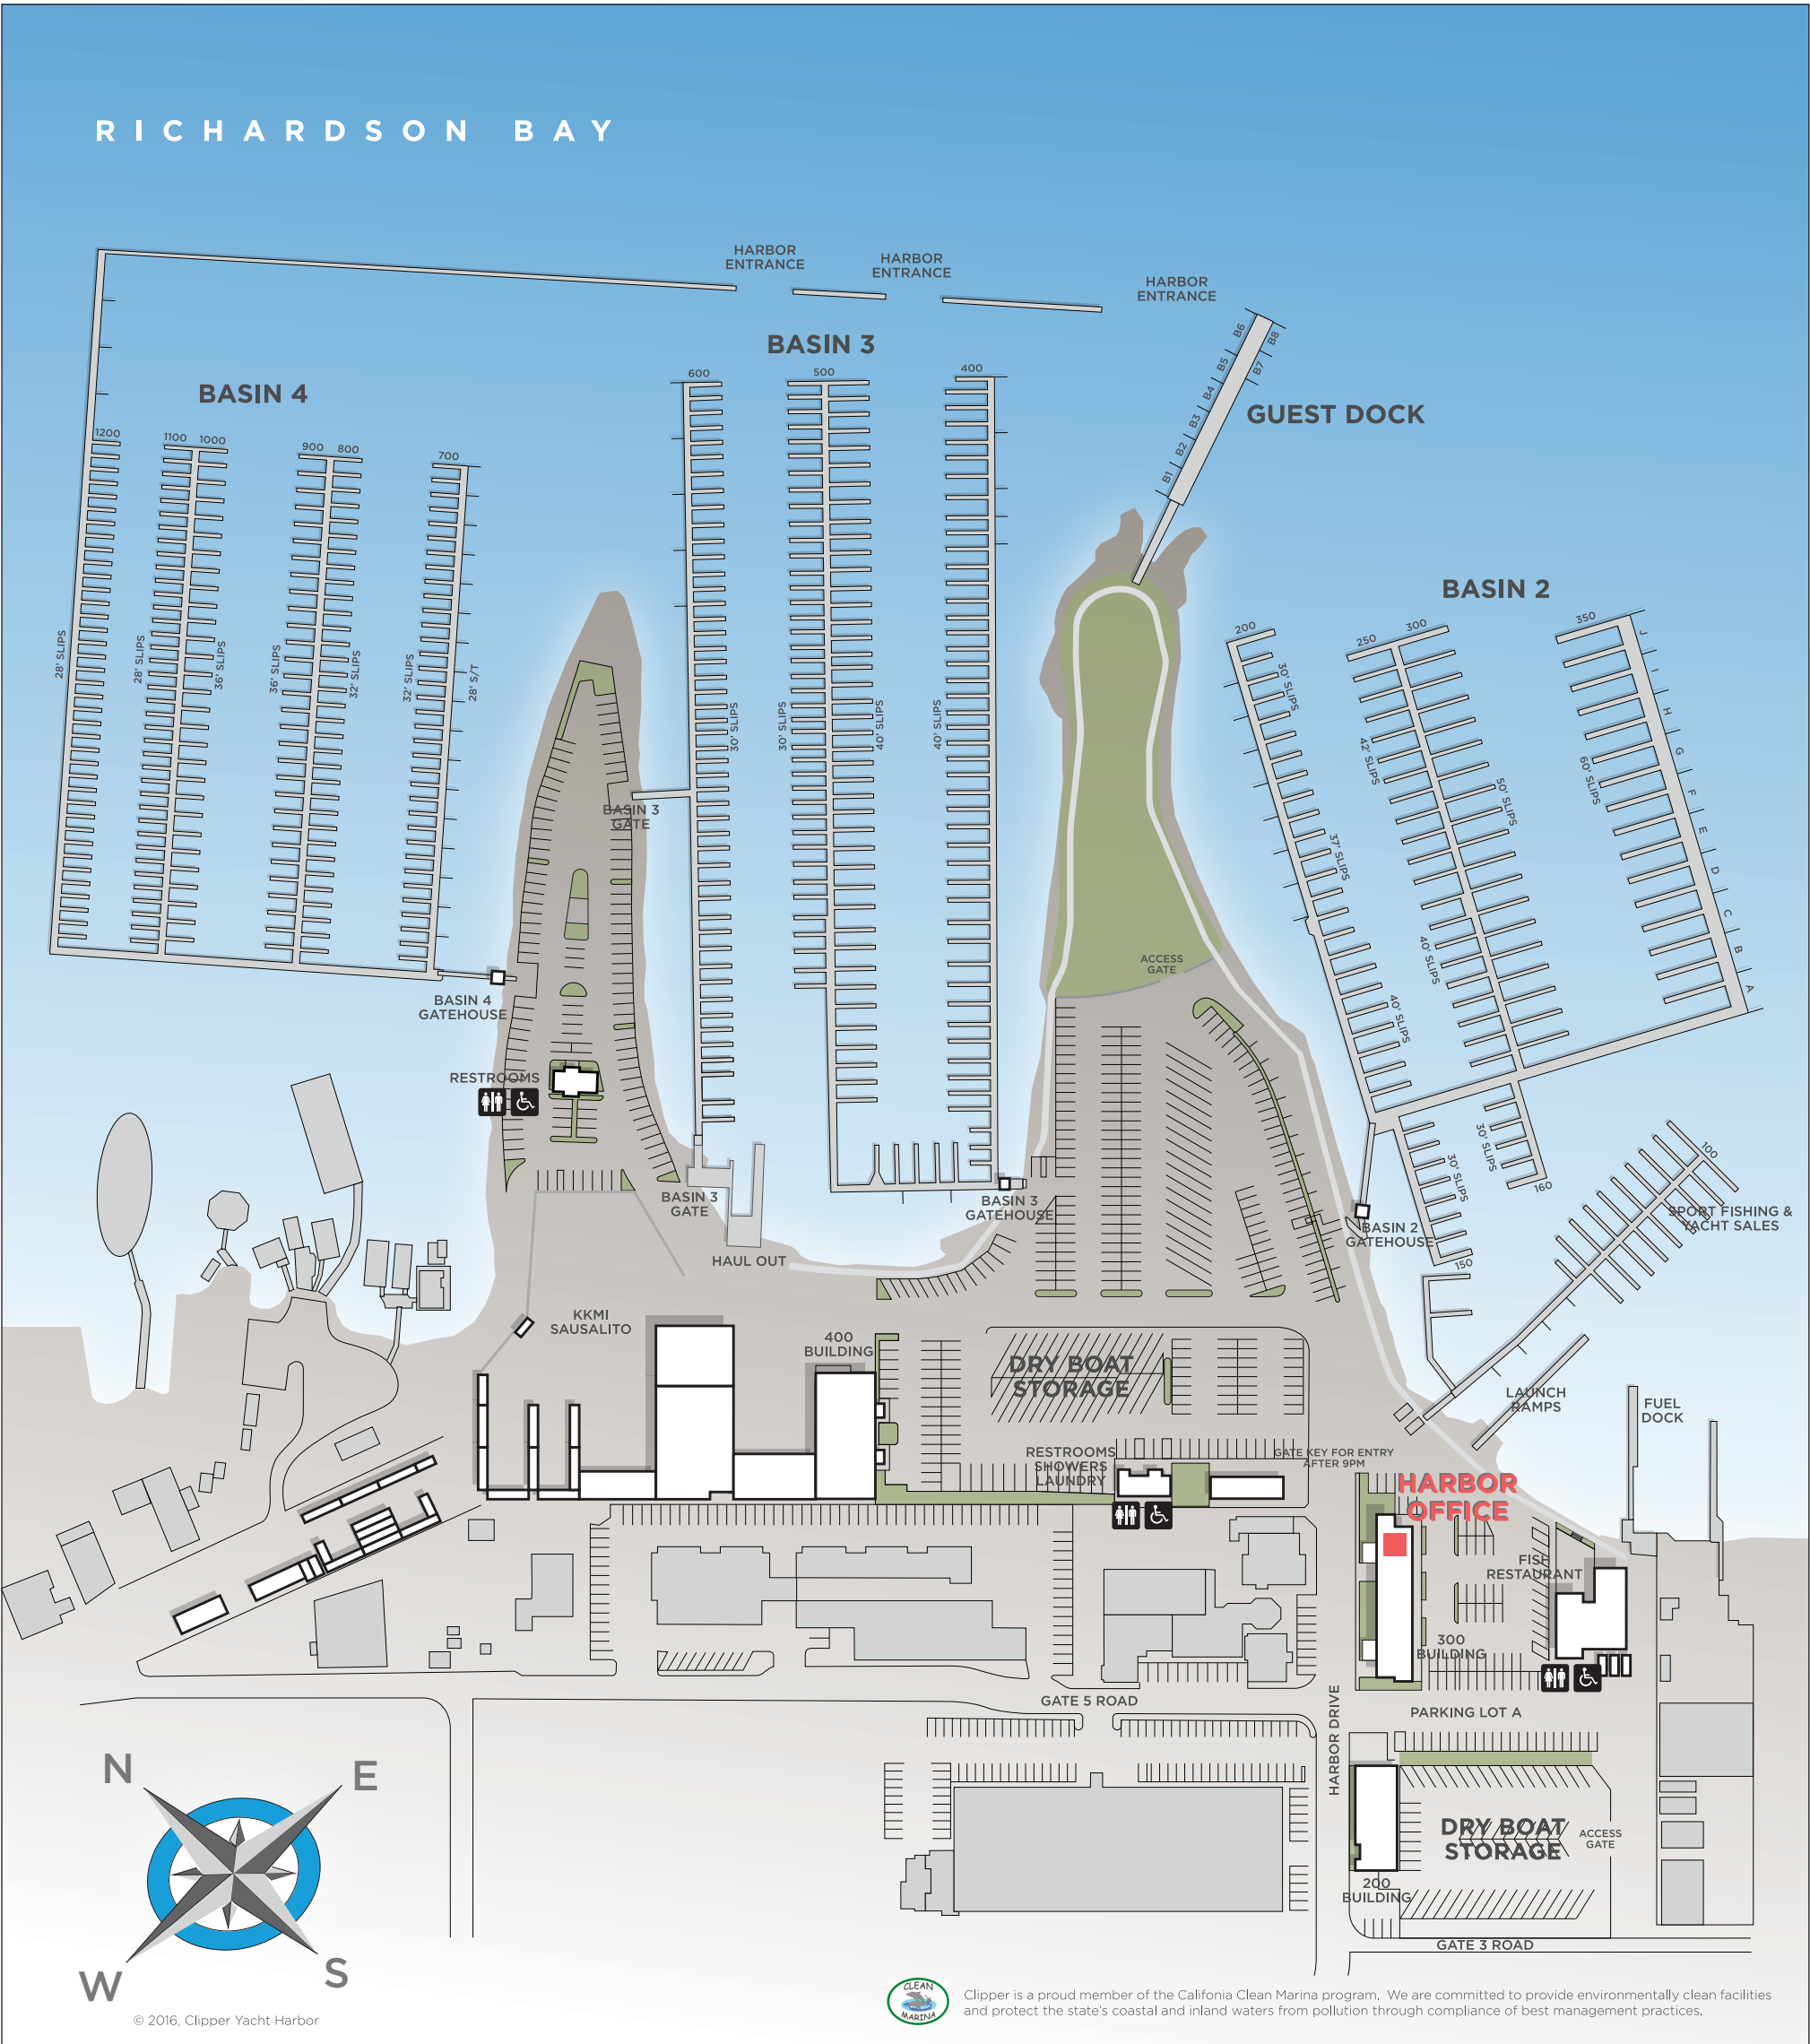 RICHARDSON BAY
HARBOR
ENTRANCE
HARBOR
ENTRANCE
HARBOR
ENTRANCE
BASIN 3
BASIN 4
GUEST DOCK
B1
B2
B3
B4
B5
B6
B7
B8
600
500
400
1200
1100
1000
900
800
700
28' SLIPS
28' SLIPS
36' SLIPS
36' SLIPS
32' SLIPS
32' SLIPS
28' S/T
30' SLIPS
30' SLIPS
40' SLIPS
40' SLIPS
BASIN 2
200
250
300
350
J
I
H
G
F
E
D
C
B
A
30' SLIPS
37' SLIPS
40' SLIPS
42' SLIPS
40' SLIPS
50' SLIPS
60' SLIPS
30' SLIPS
30' SLIPS
160
150
100
BASIN 3
GATE
ACCESS
GATE
BASIN 4
GATEHOUSE
RESTROOMS
BASIN 3
GATE
BASIN 3
GATEHOUSE
BASIN 2
GATEHOUSE
SPORT FISHING &
YACHT SALES
HAUL OUT
KKMI
SAUSALITO
400
BUILDING
DRY BOAT
STORAGE
LAUNCH
RAMPS
FUEL
DOCK
RESTROOMS
SHOWERS
LAUNDRY
GATE KEY FOR ENTRY
AFTER 9PM
HARBOR
OFFICE
FISH
RESTAURANT
300
BUILDING
GATE 5 ROAD
HARBOR DRIVE
PARKING LOT A
DRY BOAT
STORAGE
ACCESS
GATE
200
BUILDING
GATE 3 ROAD
N
E
W
S
© 2016, Clipper Yacht Harbor
CLEAN
MARINA
Clipper is a proud member of the Califonia Clean Marina program, We are committed to provide environmentally clean facilities
and protect the state's coastal and inland waters from pollution through compliance of best management practices.